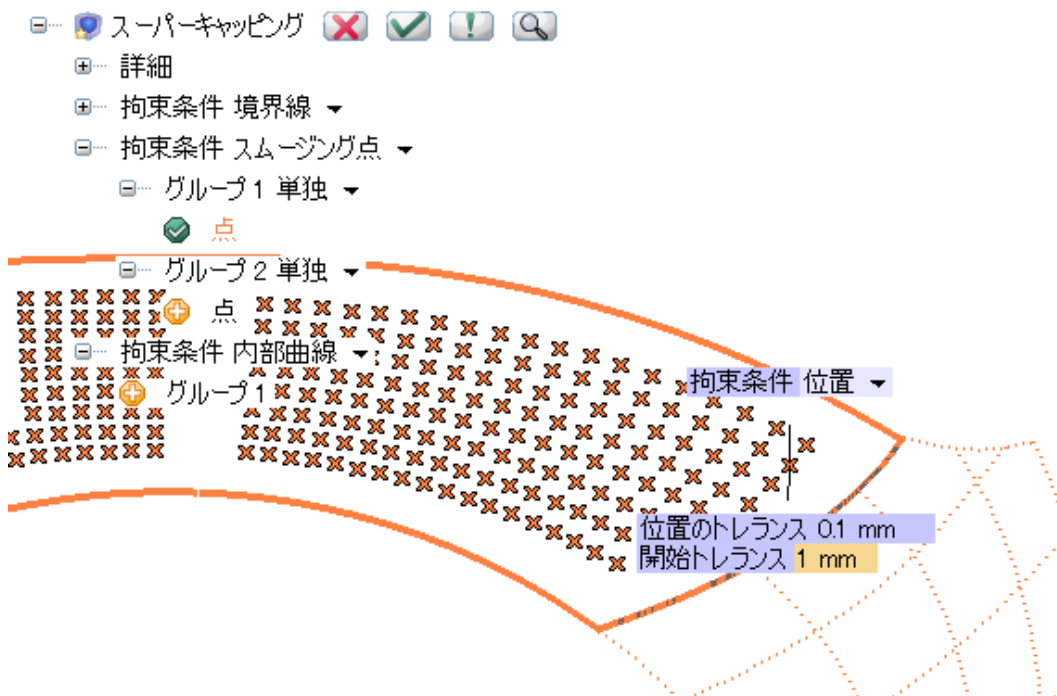 スーパーキャッピング
詳細
拘束条件 境界線
拘束条件 スムージング点
グループ1 単独
点
グループ2 単独
点
拘束条件 内部曲線
グループ1
拘束条件 位置
位置のトレランス 0.1 mm
開始トレランス 1 mm